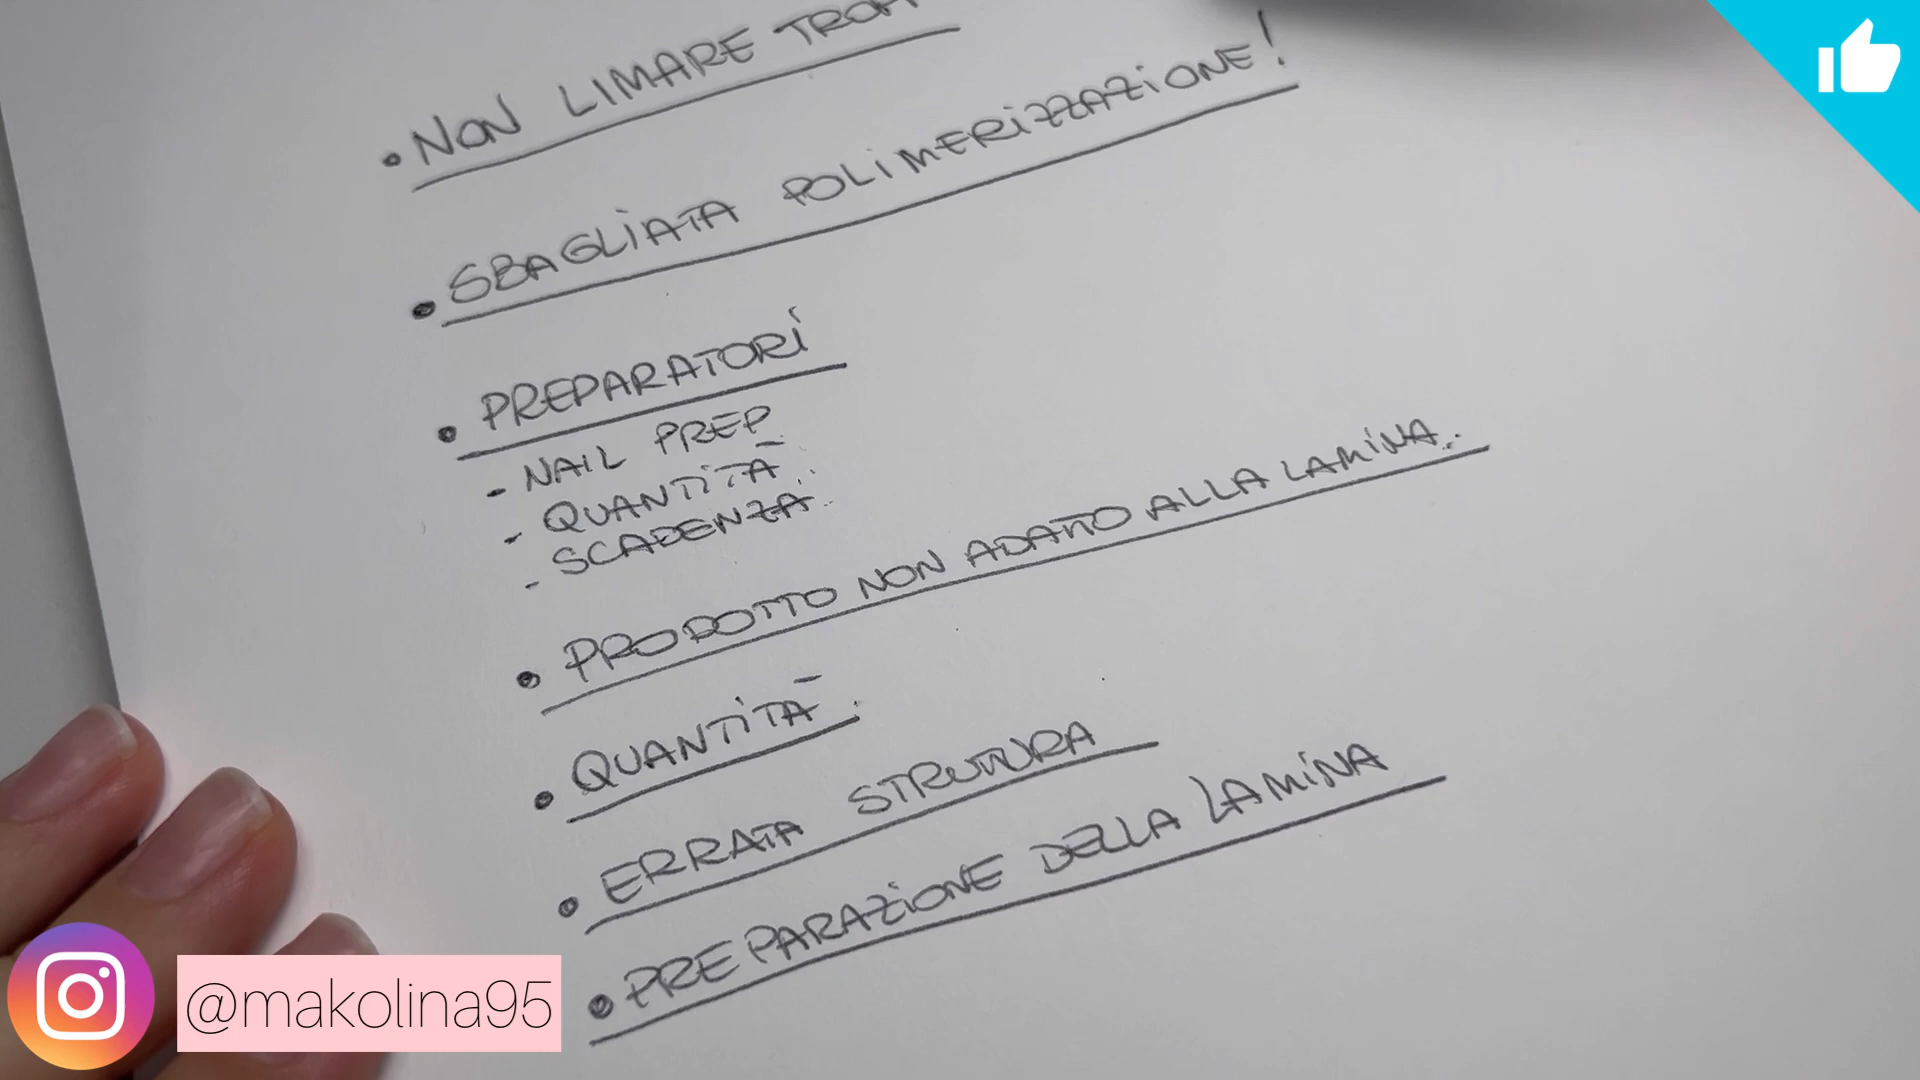 • NON LIMARE
• SBAGLIATA POLIMERIZZAZIONE!
• PREPARATORI
- NAIL PREP
- QUANTITÀ
- SCADENZA
• PRODOTTO NON ADATTO ALLA LAMINA
• QUANTITÀ
• ERRATA STRUTTURA
• PREPARAZIONE DELLA LAMINA
@makolina95